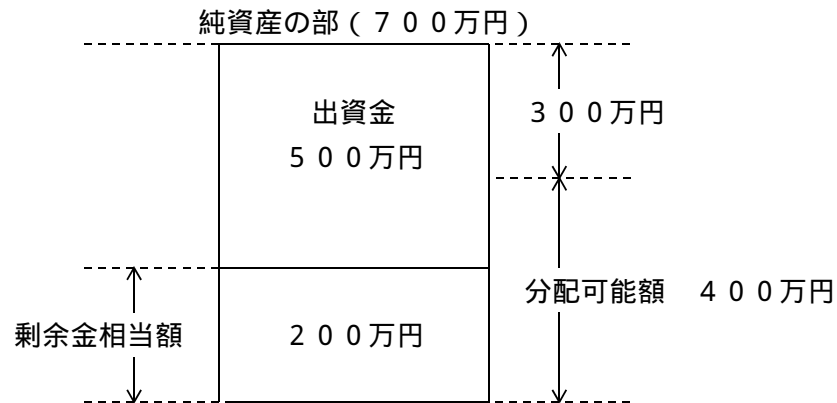 純資産の部（７００万円）
出資金
５００万円
３００万円
分配可能額　４００万円
剰余金相当額
２００万円